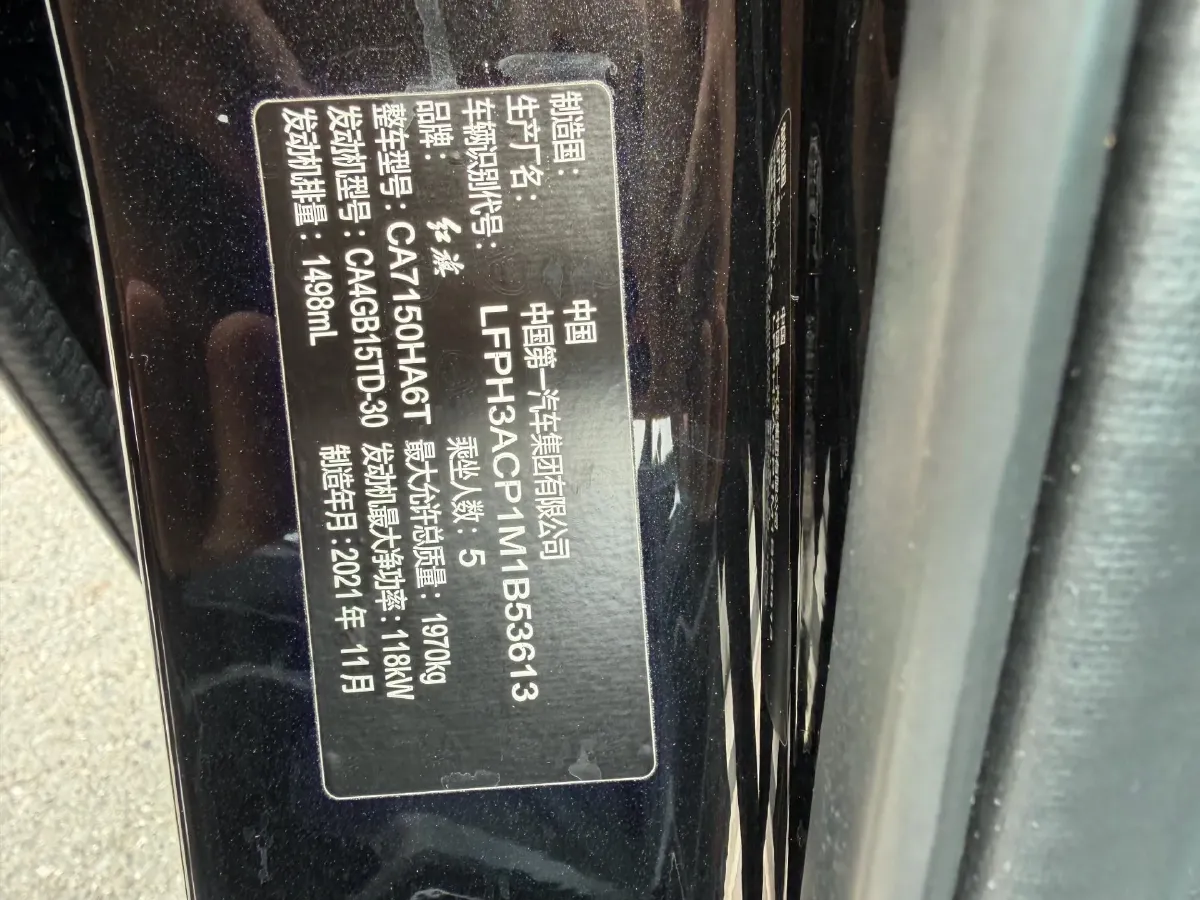 制造国：中国
生产厂名：中国第一汽车集团有限公司
车辆识别代号：LFPH3ACP1M1B53613
品牌：红旗 乘坐人数：5
整车型号：CA7150HA6T 最大允许总质量：1970kg
发动机型号：CA4GB15TD-30 发动机最大净功率：118kW
发动机排量：1498mL 制造年月：2021年 11月